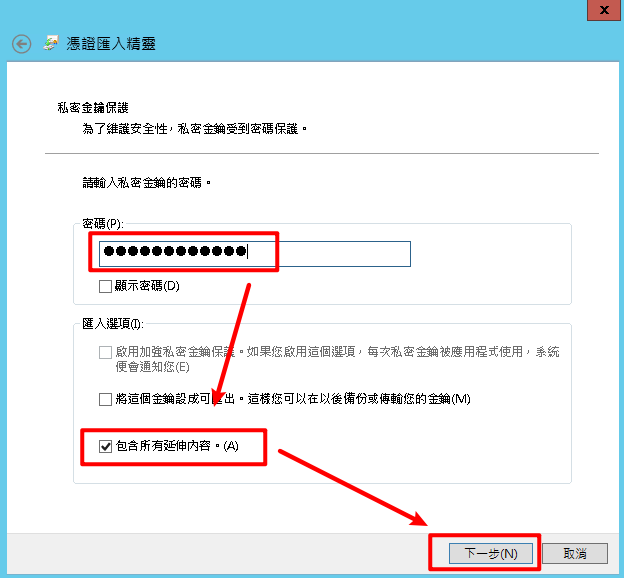 x
憑證匯入精靈
私密金鑰保護
為了維護安全性，私密金鑰受到密碼保護。
請輸入私密金鑰的密碼。
密碼(P):
●●●●●●●●●●●●
顯示密碼(D)
匯入選項(I):
啟用加強私密金鑰保護。如果您啟用這個選項，每次私密金鑰被應用程式使用，系統
便會通知您(E)
將這個金鑰設成可匯出。這樣您可以在以後備份或傳輸您的金鑰(M)
包含所有延伸內容。(A)
下一步(N)
取消